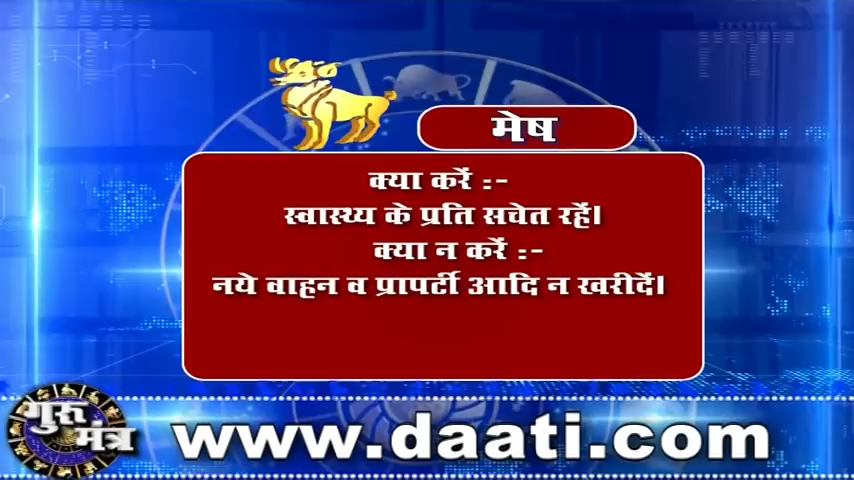 मेष
क्या करें :-
स्वास्थ्य के प्रति सचेत रहें।
क्या न करें :-
नये वाहन व प्रापर्टी आदि न खरीदें।
गुरु
मंत्र
www.daati.com